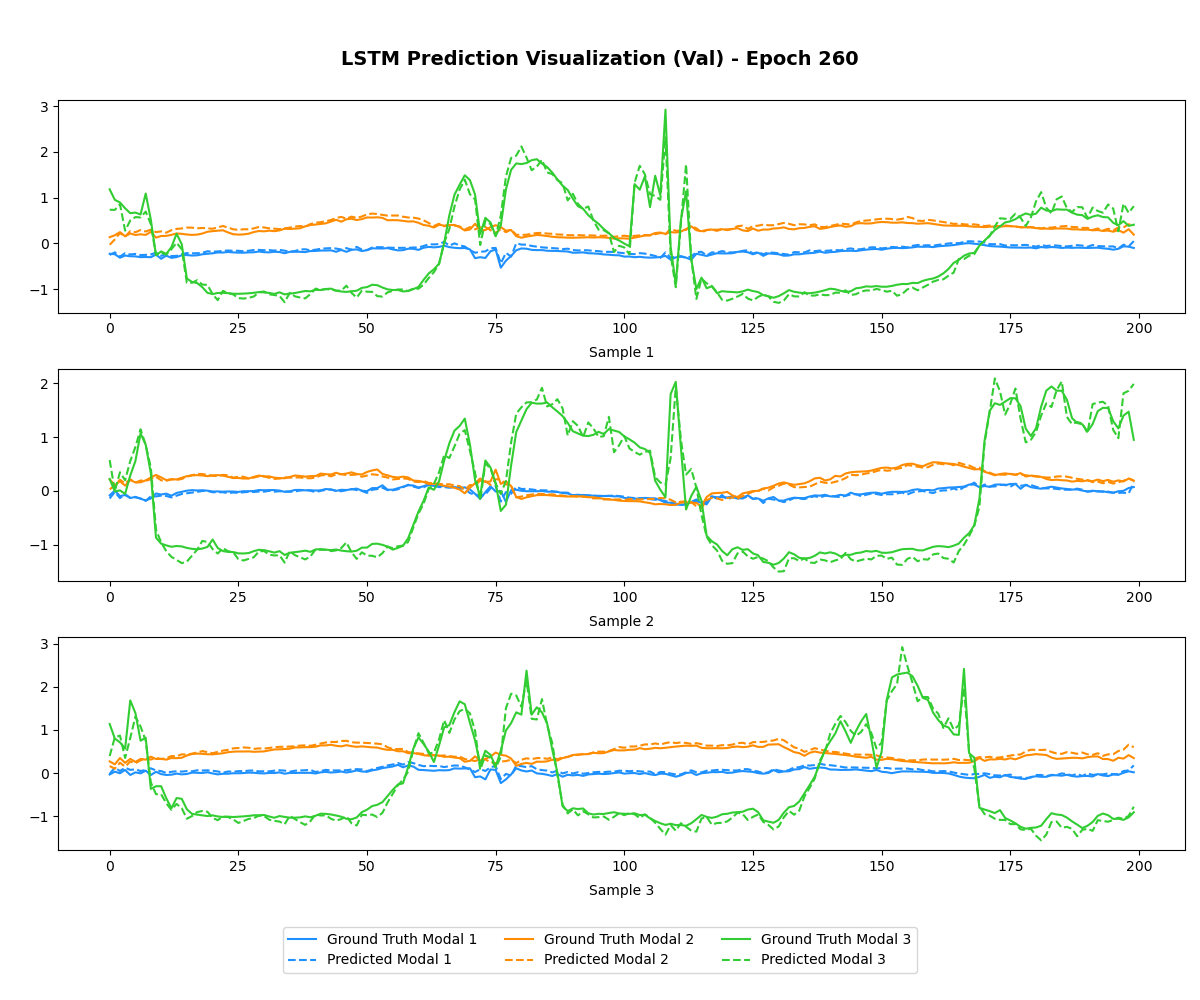 LSTM Prediction Visualization (Val) - Epoch 260
3
2
1
0
−1
0 25 50 75 100 125 150 175 200
Sample 1
2
1
0
−1
0 25 50 75 100 125 150 175 200
Sample 2
3
2
1
0
−1
0 25 50 75 100 125 150 175 200
Sample 3
Ground Truth Modal 1 Ground Truth Modal 2 Ground Truth Modal 3
Predicted Modal 1 Predicted Modal 2 Predicted Modal 3